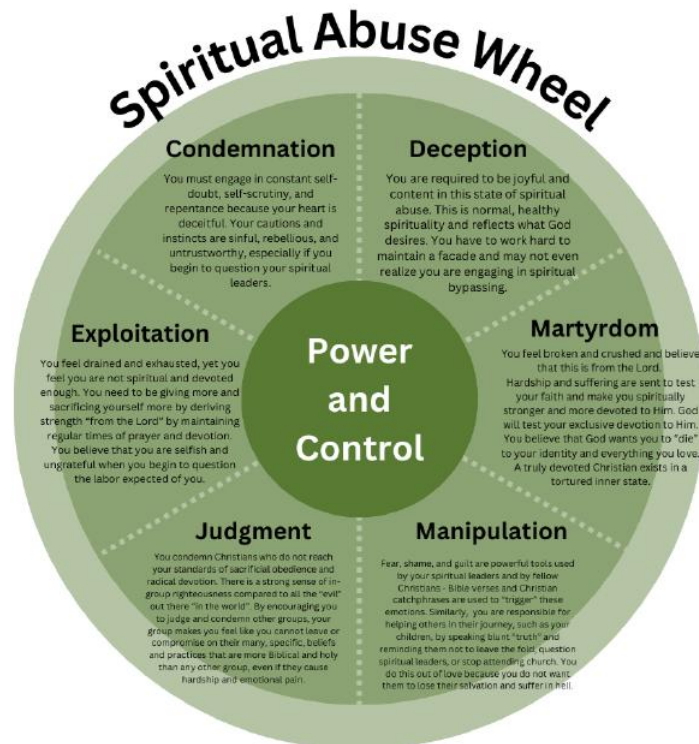 Spiritual Abuse Wheel
Condemnation
You must engage in constant self-
doubt, self-scrutiny, and
repentance because your heart is
deceitful. Your cautions and
instincts are sinful, rebellious, and
untrustworthy, especially if you
begin to question your spiritual
leaders.
Deception
You are required to be joyful and
content in this state of spiritual
abuse. This is normal, healthy
spirituality and reflects what God
desires. You have to work hard to
maintain a facade and may not even
realize you are engaging in spiritual
bypassing.
Exploitation
You feel drained and exhausted, yet you
feel you are not spiritual and devoted
enough. You need to be giving more and
sacrificing yourself more by deriving
strength "from the Lord" by maintaining
regular times of prayer and devotion.
You believe that you are selfish and
ungrateful when you begin to question
the labor expected of you.
Power
and
Control
Martyrdom
You feel broken and crushed and believe
that this is from the Lord.
Hardship and suffering are sent to test
your faith and make you spiritually
stronger and more devoted to Him. God
will test your exclusive devotion to Him.
You believe that God wants you to "die"
to your identity and everything you love.
A truly devoted Christian exists in a
tortured inner state.
Judgment
You condemn Christians who do not reach
your standards of sacrificial obedience and
radical devotion. There is a strong sense of in-
group righteousness compared to all the "evil"
out there "in the world". By encouraging you
to judge and condemn other groups, your
group makes you feel like you cannot leave or
compromise on their many, specific, beliefs
and practices that are more Biblical and holy
than any other group, even if they cause
hardship and emotional pain.
Manipulation
Fear, shame, and guilt are powerful tools used
by your spiritual leaders and by fellow
Christians - Bible verses and Christian
catchphrases are used to "trigger" these
emotions. Similarly, you are responsible for
helping others in their journey, such as your
children, by speaking blunt "truth" and
reminding them not to leave the fold, question
spiritual leaders, or stop attending church. You
do this out of love because you do not want
them to lose their salvation and suffer in hell.